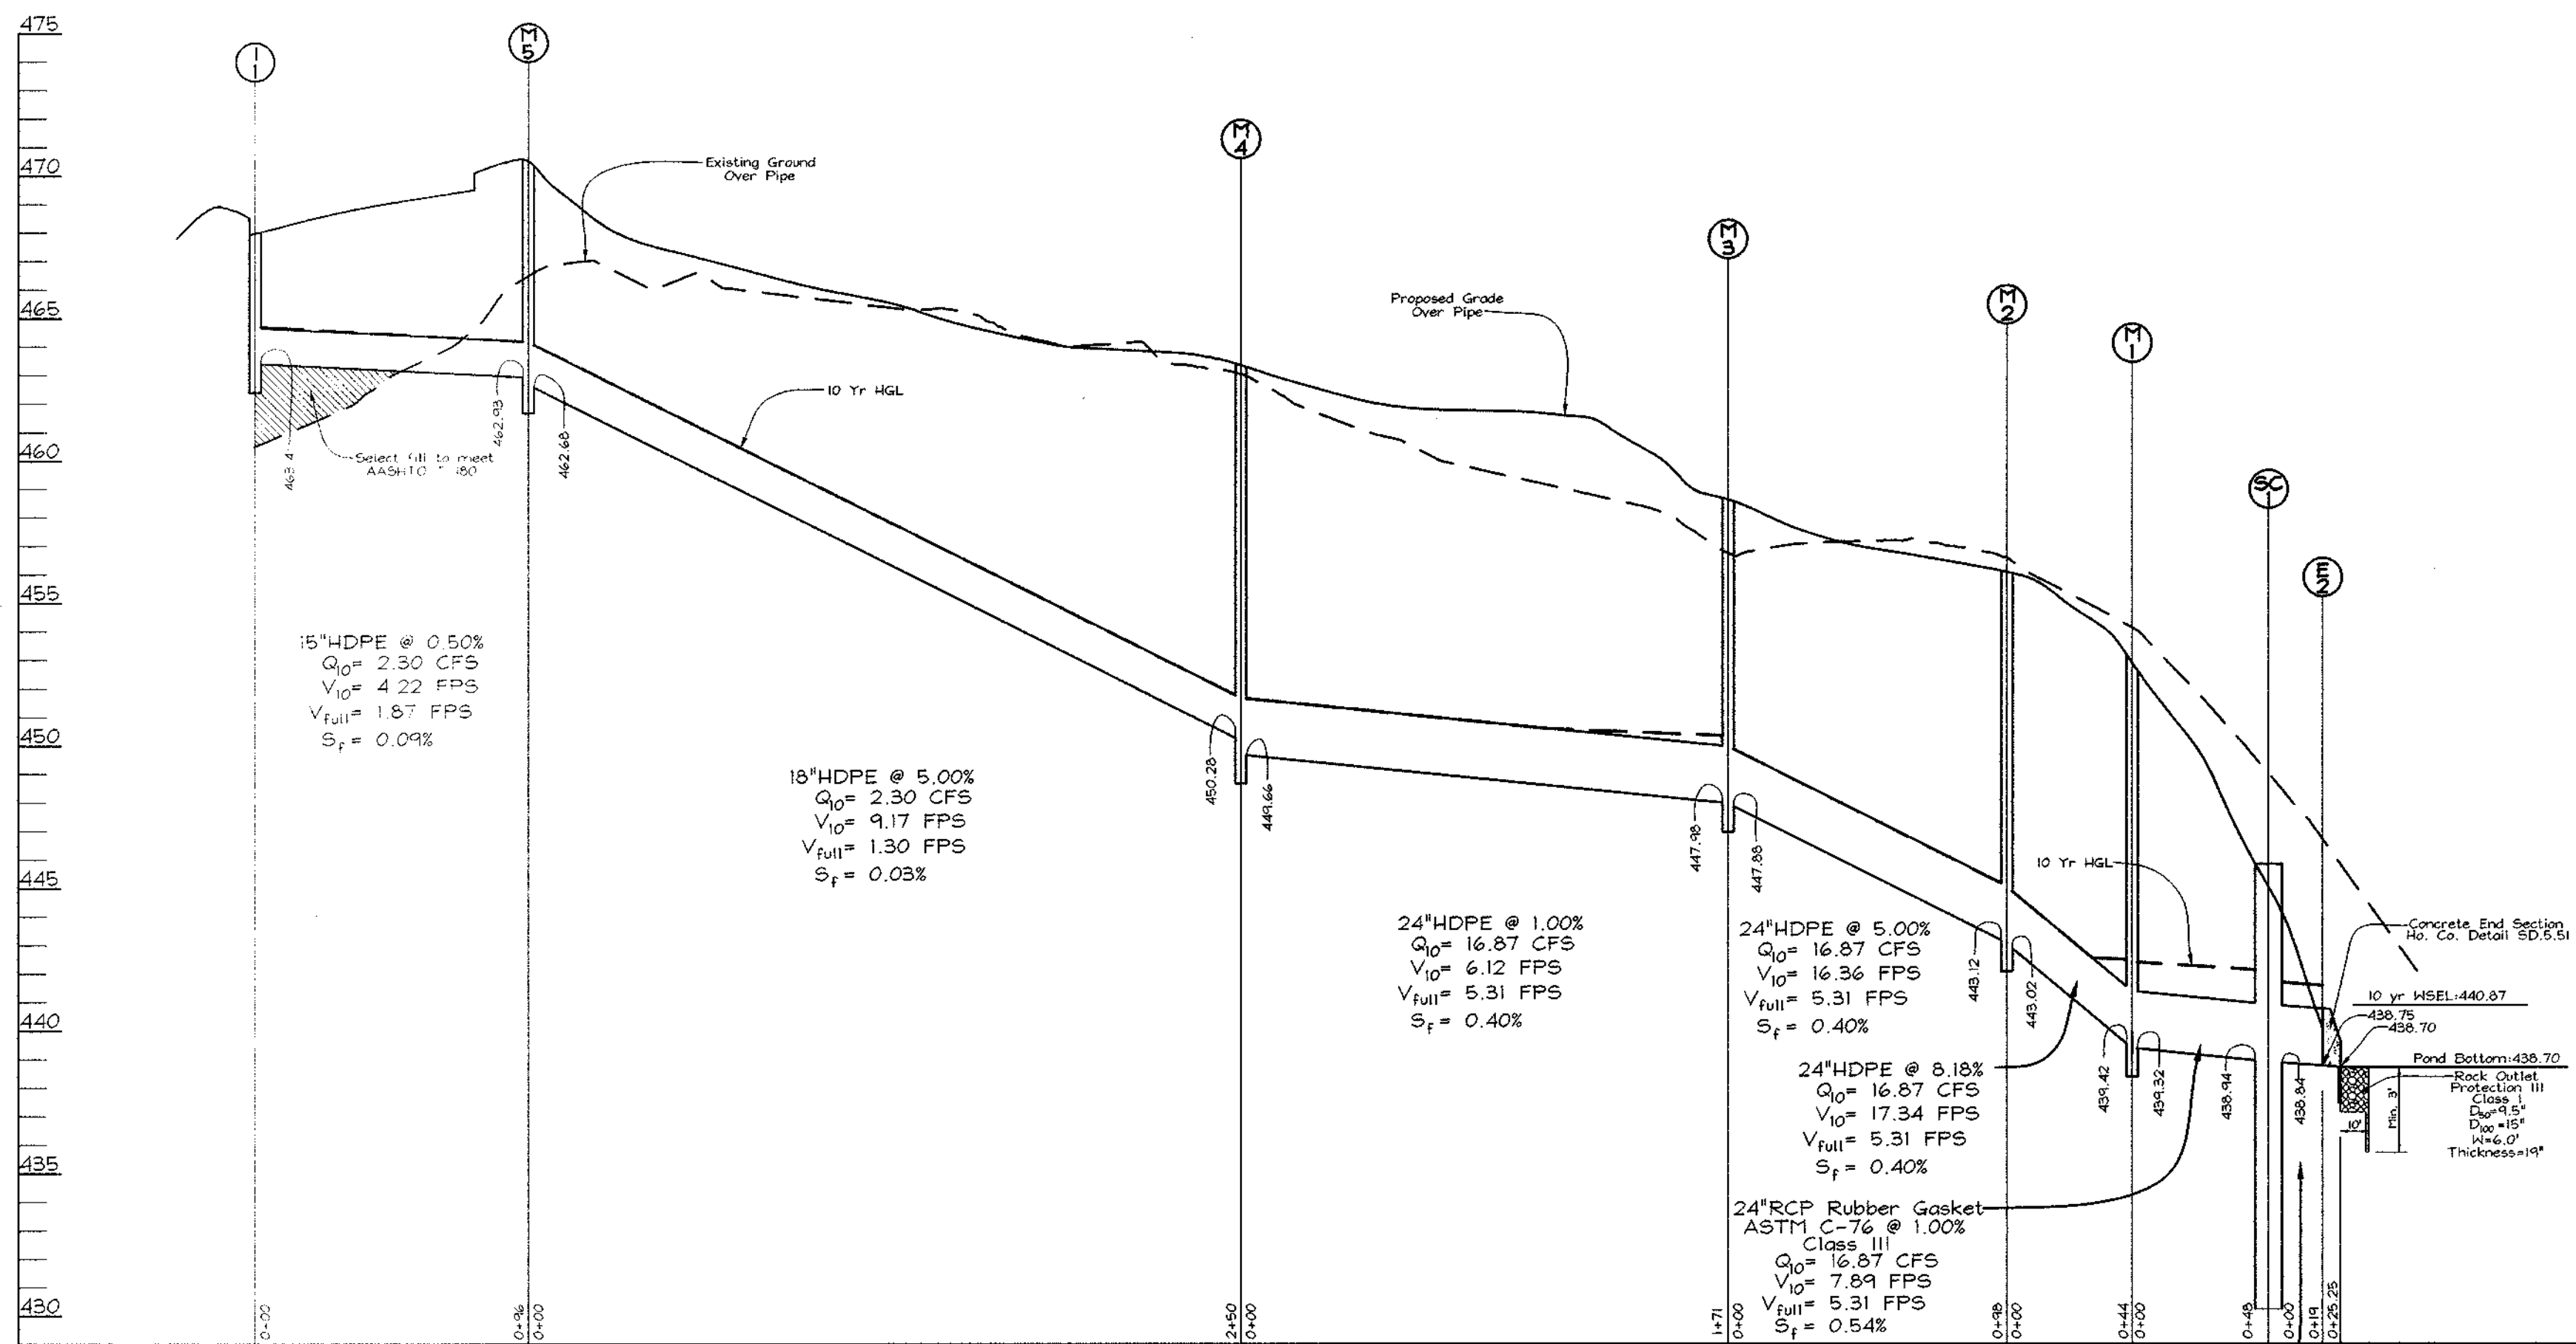 475
470
465
460
455
450
445
440
435
430
I
1
M
5
M
4
M
3
M
2
M
1
SC
1
E
2
Existing Ground
Over Pipe
10 Yr HGL
Proposed Grade
Over Pipe
Select fill to meet
AASHTO 180
462.93
462.68
450.28
449.66
447.98
447.88
443.12
443.02
439.42
439.32
438.94
438.84
15"HDPE @ 0.50%
Q10= 2.30 CFS
V10= 4.22 FPS
Vfull= 1.87 FPS
Sf= 0.09%
18"HDPE @ 5.00%
Q10= 2.30 CFS
V10= 9.17 FPS
Vfull= 1.30 FPS
Sf= 0.03%
24"HDPE @ 1.00%
Q10= 16.87 CFS
V10= 6.12 FPS
Vfull= 5.31 FPS
Sf= 0.40%
24"HDPE @ 5.00%
Q10= 16.87 CFS
V10= 16.36 FPS
Vfull= 5.31 FPS
Sf= 0.40%
24"HDPE @ 8.18%
Q10= 16.87 CFS
V10= 17.34 FPS
Vfull= 5.31 FPS
Sf= 0.40%
24"RCP Rubber Gasket
ASTM C-76 @ 1.00%
Class III
Q10= 16.87 CFS
V10= 7.89 FPS
Vfull= 5.31 FPS
Sf= 0.54%
10 Yr HGL
Concrete End Section
Ho. Co. Detail SD.5.51
10 yr WSEL:440.87
438.75
438.70
Pond Bottom:438.70
Rock Outlet
Protection III
Class I
D50=9.5"
D100=15"
W=6.0'
Thickness=19"
10'
Min. 3'
0+00
0+96
0+00
2+50
0+00
1+71
0+00
0+98
0+00
0+44
0+00
0+48
0+00
0+19
0+25.25